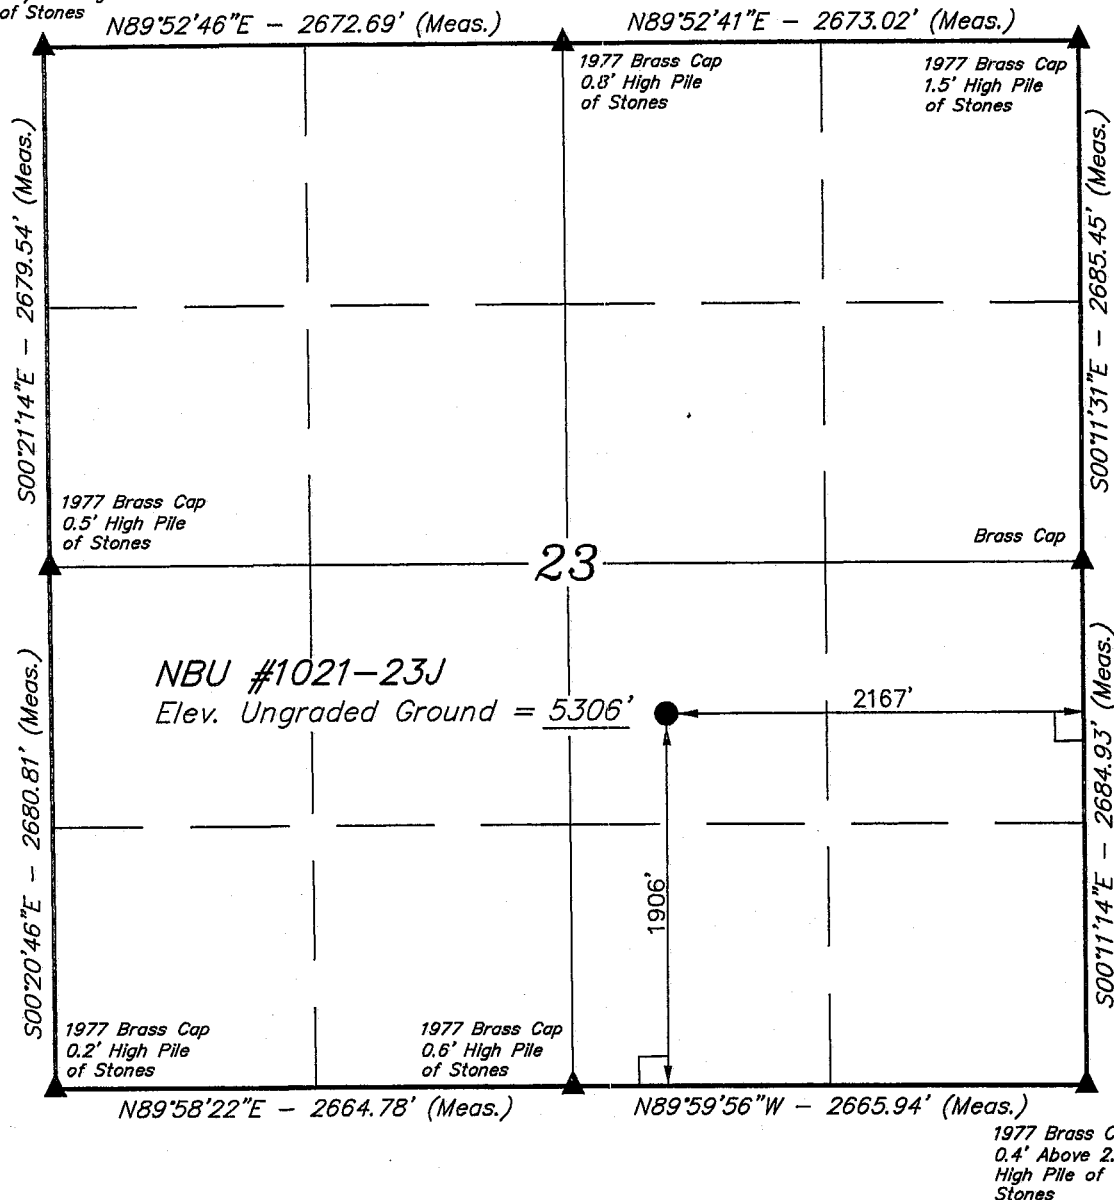 of Stones
N89°52'46"E - 2672.69' (Meas.)
N89°52'41"E - 2673.02' (Meas.)
1977 Brass Cap
0.8' High Pile
of Stones
1977 Brass Cap
1.5' High Pile
of Stones
S00°21'14"E - 2679.54' (Meas.)
S00°11'31"E - 2685.45' (Meas.)
1977 Brass Cap
0.5' High Pile
of Stones
Brass Cap
23
NBU #1021-23J
Elev. Ungraded Ground = 5306'
2167'
1906'
S00°20'46"E - 2680.81' (Meas.)
S00°11'14"E - 2684.93' (Meas.)
1977 Brass Cap
0.2' High Pile
of Stones
1977 Brass Cap
0.6' High Pile
of Stones
N89°58'22"E - 2664.78' (Meas.)
N89°59'56"W - 2665.94' (Meas.)
1977 Brass C
0.4' Above 2.
High Pile of
Stones